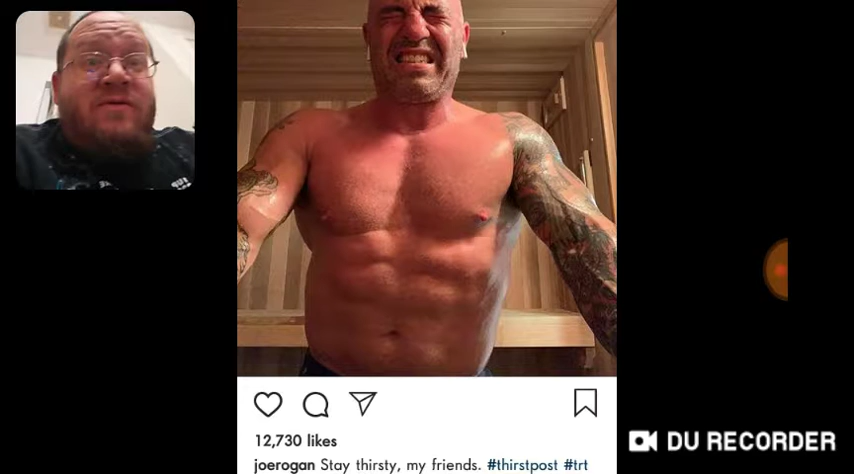 12,730 likes
joerogan Stay thirsty, my friends. #thirstpost #trt
DU RECORDER